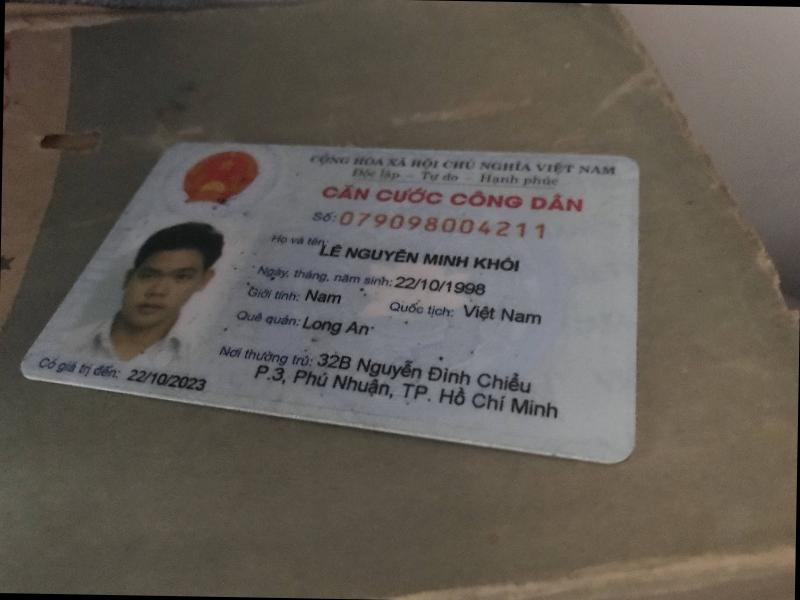 CỘNG HÒA XÃ HỘI CHỦ NGHĨA VIỆT NAM
Độc lập - Tự do - Hạnh phúc
CĂN CƯỚC CÔNG DÂN
Số: 079098004211
Họ và tên:
LÊ NGUYỄN MINH KHÔI
Ngày, tháng, năm sinh: 22/10/1998
Giới tính: Nam Quốc tịch: Việt Nam
Quê quán: Long An
Nơi thường trú: 32B Nguyễn Đình Chiểu
P.3, Phú Nhuận, TP. Hồ Chí Minh
Có giá trị đến: 22/10/2023